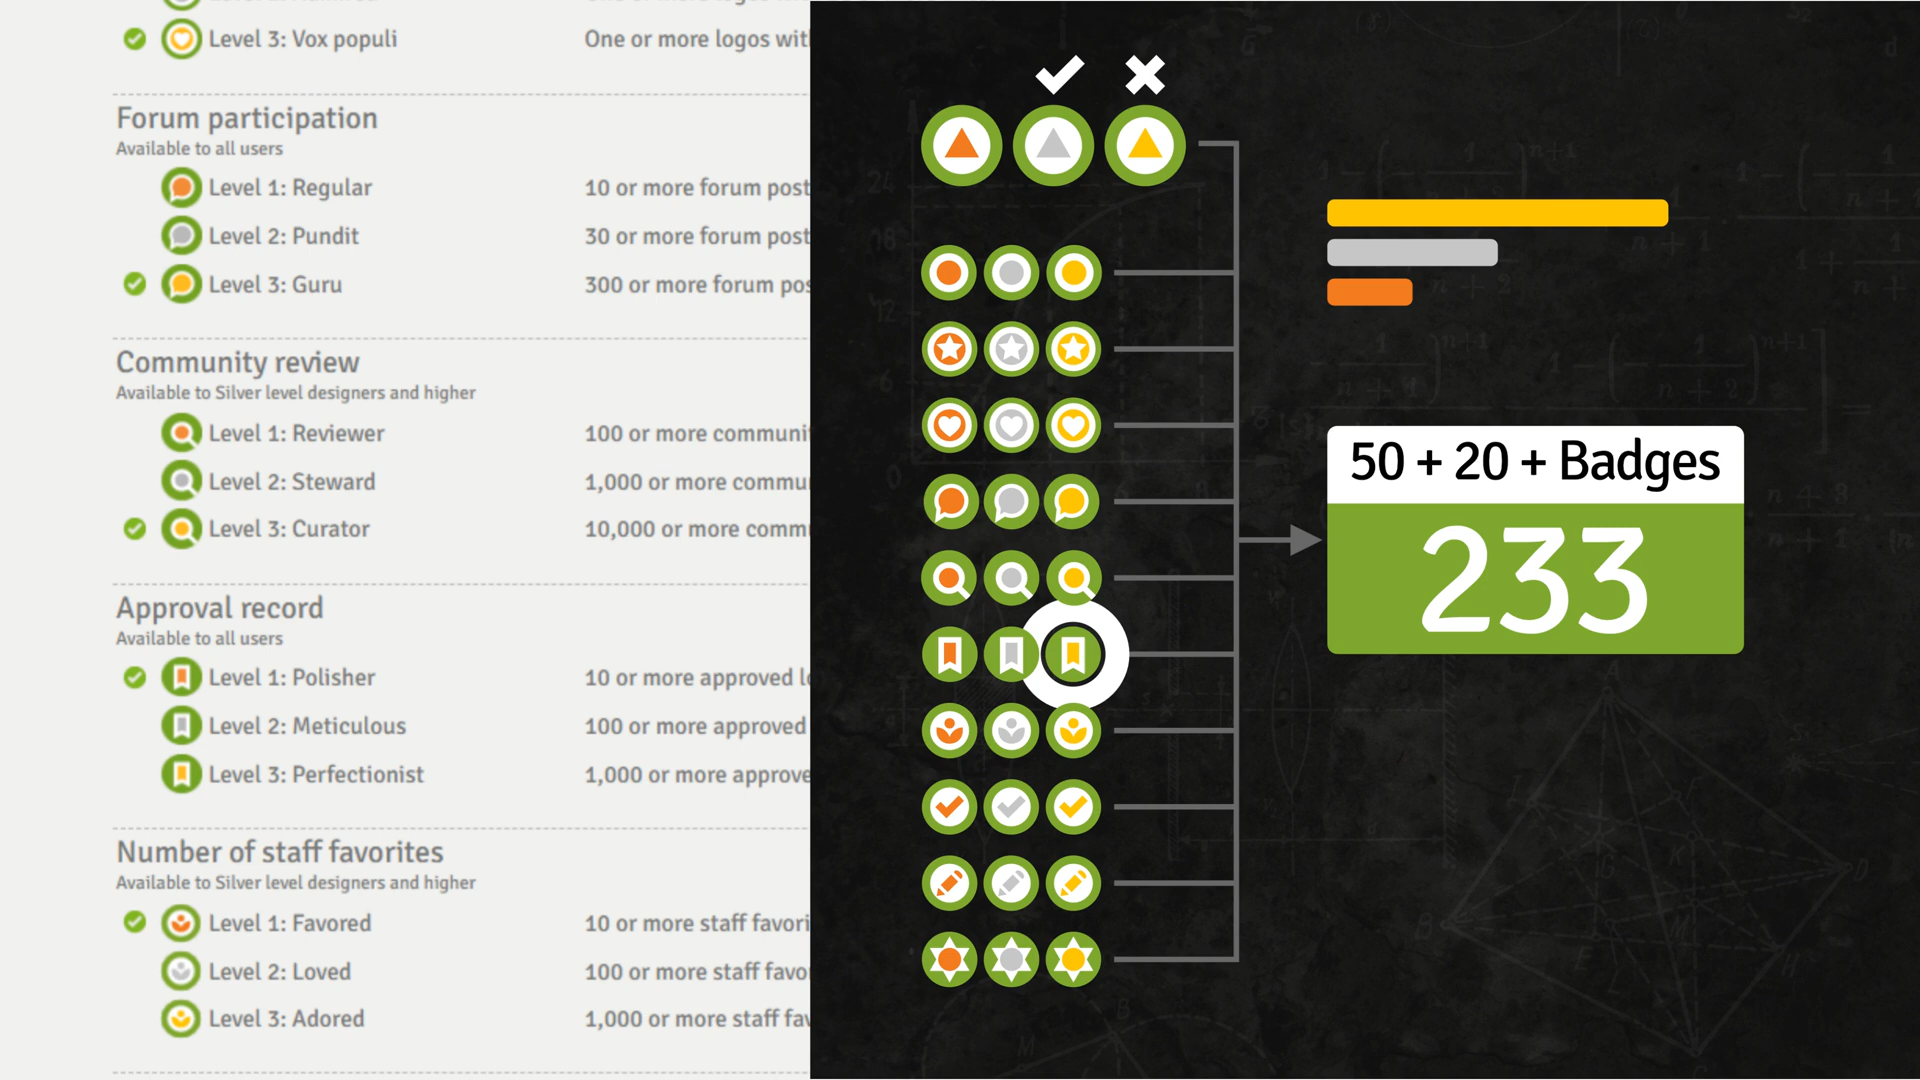 Level 3: Vox populi
One or more logos wit
Forum participation
Available to all users
Level 1: Regular
10 or more forum post
Level 2: Pundit
30 or more forum post
Level 3: Guru
300 or more forum pos
Community review
Available to Silver level designers and higher
Level 1: Reviewer
100 or more communi
Level 2: Steward
1,000 or more commu
Level 3: Curator
10,000 or more comm
Approval record
Available to all users
Level 1: Polisher
10 or more approved l
Level 2: Meticulous
100 or more approved
Level 3: Perfectionist
1,000 or more approve
Number of staff favorites
Available to Silver level designers and higher
Level 1: Favored
10 or more staff favori
Level 2: Loved
100 or more staff favo
Level 3: Adored
1,000 or more staff fav
50 + 20 + Badges
233